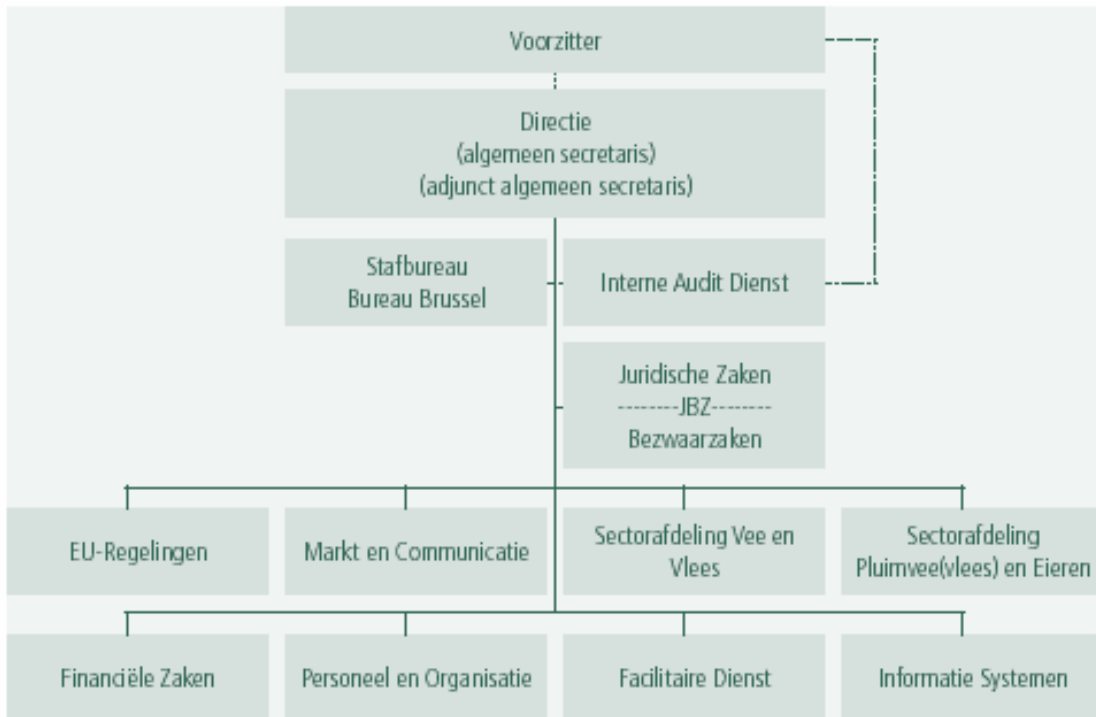 Voorzitter
Directie
(algemeen secretaris)
(adjunct algemeen secretaris)
Stafbureau
Bureau Brussel
Interne Audit Dienst
Juridische Zaken
--------JBZ--------
Bezwaarzaken
EU-Regelingen
Markt en Communicatie
Sectorafdeling Vee en
Vlees
Sectorafdeling
Pluimvee(vlees) en Eieren
Financiële Zaken
Personeel en Organisatie
Facilitaire Dienst
Informatie Systemen